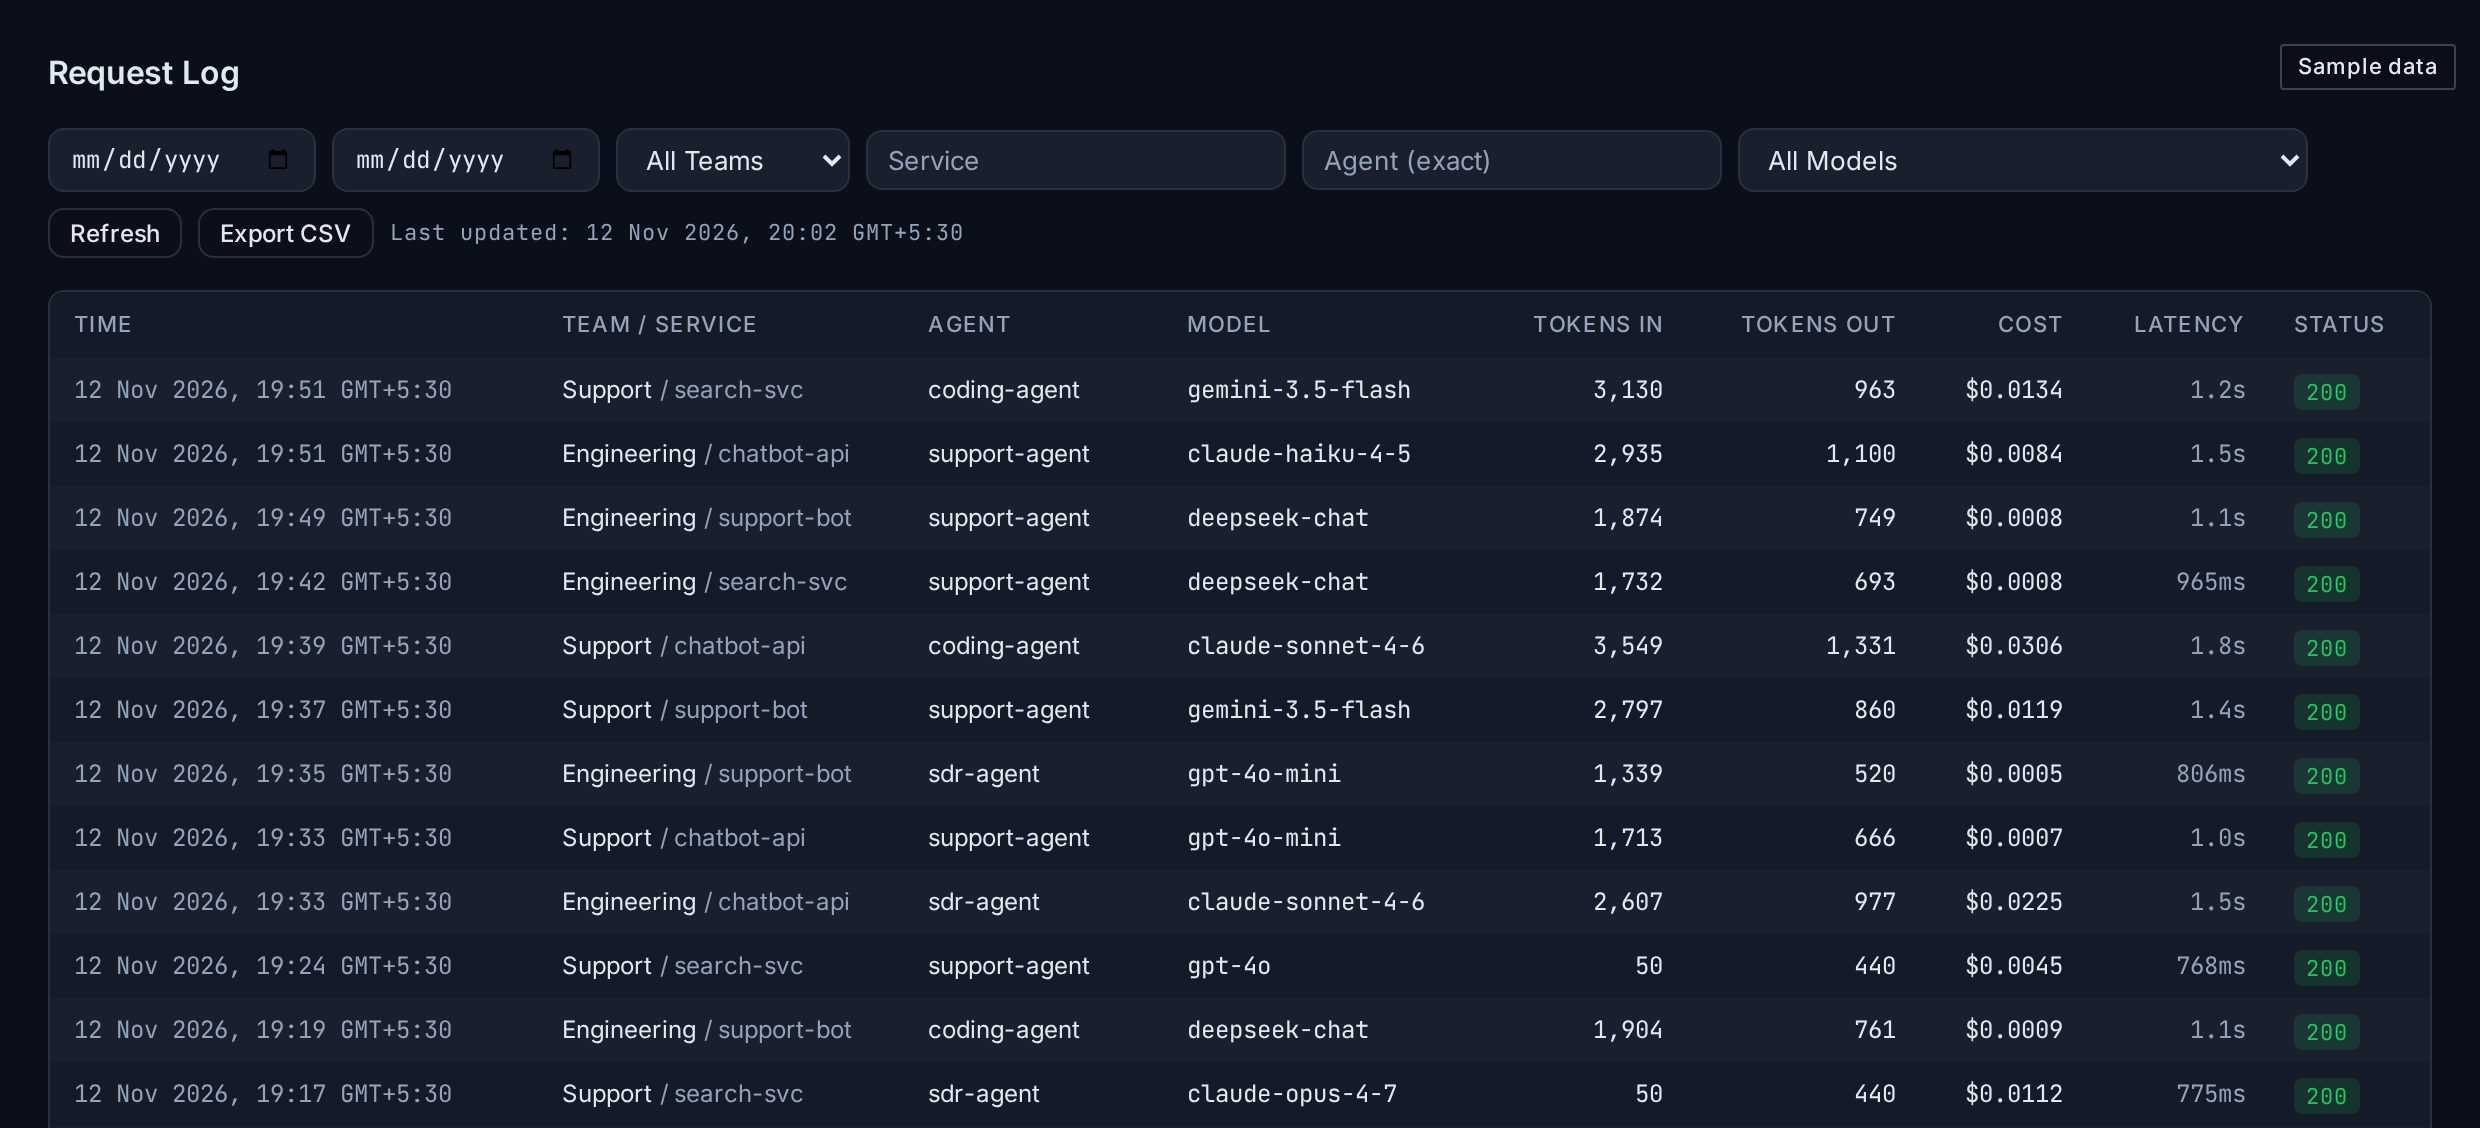 Request Log
Sample data
mm/dd/yyyy mm/dd/yyyy All Teams Service Agent (exact) All Models
Refresh Export CSV Last updated: 12 Nov 2026, 20:02 GMT+5:30
TIME TEAM / SERVICE AGENT MODEL TOKENS IN TOKENS OUT COST LATENCY STATUS
12 Nov 2026, 19:51 GMT+5:30 Support / search-svc coding-agent gemini-3.5-flash 3,130 963 $0.0134 1.2s 200
12 Nov 2026, 19:51 GMT+5:30 Engineering / chatbot-api support-agent claude-haiku-4-5 2,935 1,100 $0.0084 1.5s 200
12 Nov 2026, 19:49 GMT+5:30 Engineering / support-bot support-agent deepseek-chat 1,874 749 $0.0008 1.1s 200
12 Nov 2026, 19:42 GMT+5:30 Engineering / search-svc support-agent deepseek-chat 1,732 693 $0.0008 965ms 200
12 Nov 2026, 19:39 GMT+5:30 Support / chatbot-api coding-agent claude-sonnet-4-6 3,549 1,331 $0.0306 1.8s 200
12 Nov 2026, 19:37 GMT+5:30 Support / support-bot support-agent gemini-3.5-flash 2,797 860 $0.0119 1.4s 200
12 Nov 2026, 19:35 GMT+5:30 Engineering / support-bot sdr-agent gpt-4o-mini 1,339 520 $0.0005 806ms 200
12 Nov 2026, 19:33 GMT+5:30 Support / chatbot-api support-agent gpt-4o-mini 1,713 666 $0.0007 1.0s 200
12 Nov 2026, 19:33 GMT+5:30 Engineering / chatbot-api sdr-agent claude-sonnet-4-6 2,607 977 $0.0225 1.5s 200
12 Nov 2026, 19:24 GMT+5:30 Support / search-svc support-agent gpt-4o 50 440 $0.0045 768ms 200
12 Nov 2026, 19:19 GMT+5:30 Engineering / support-bot coding-agent deepseek-chat 1,904 761 $0.0009 1.1s 200
12 Nov 2026, 19:17 GMT+5:30 Support / search-svc sdr-agent claude-opus-4-7 50 440 $0.0112 775ms 200